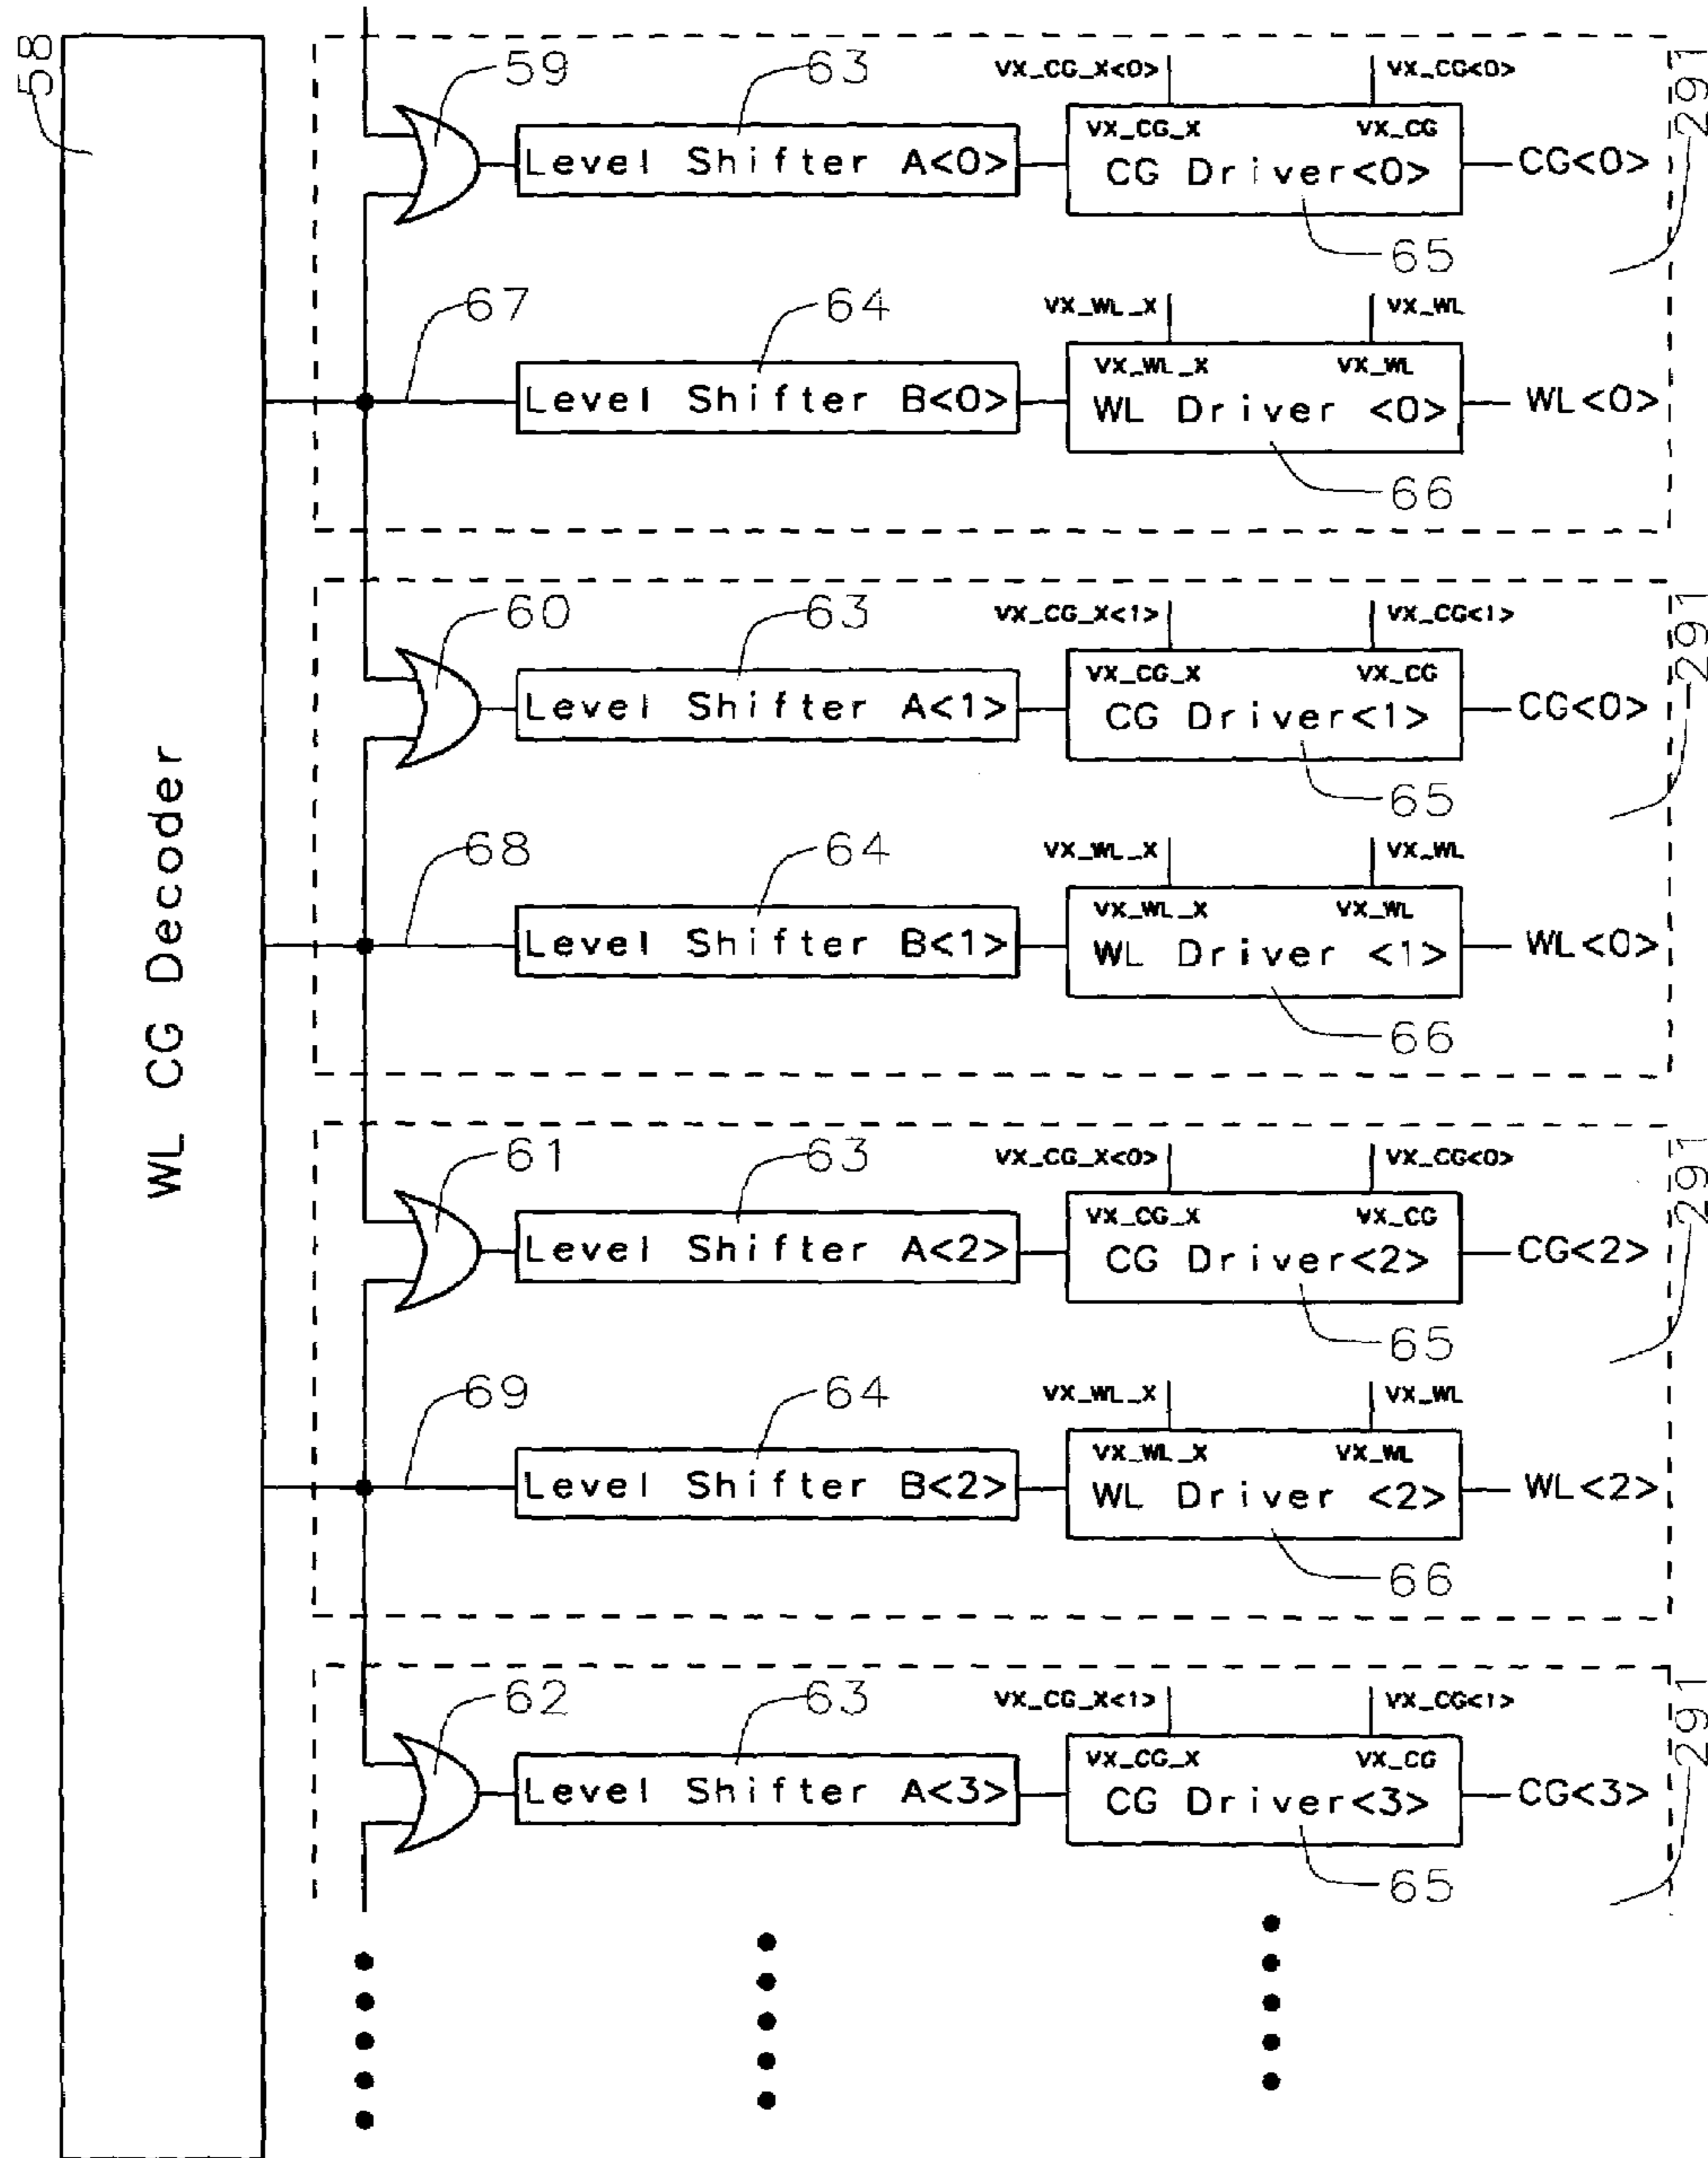 58
WL CG Decoder
59
63
VX_CG_X<0>
VX_CG<0>
291
Level Shifter A<0>
VX_CG_X
VX_CG
CG Driver<0>
CG<0>
65
67
64
VX_WL_X
VX_WL
Level Shifter B<0>
VX_WL_X
VX_WL
WL Driver <0>
WL<0>
66
60
63
VX_CG_X<1>
VX_CG<1>
291
Level Shifter A<1>
VX_CG_X
VX_CG
CG Driver<1>
CG<0>
65
68
64
VX_WL_X
VX_WL
Level Shifter B<1>
VX_WL_X
VX_WL
WL Driver <1>
WL<0>
66
61
63
VX_CG_X<0>
VX_CG<0>
291
Level Shifter A<2>
VX_CG_X
VX_CG
CG Driver<2>
CG<2>
65
69
64
VX_WL_X
VX_WL
Level Shifter B<2>
VX_WL_X
VX_WL
WL Driver <2>
WL<2>
66
62
63
VX_CG_X<1>
VX_CG<1>
291
Level Shifter A<3>
VX_CG_X
VX_CG
CG Driver<3>
CG<3>
65